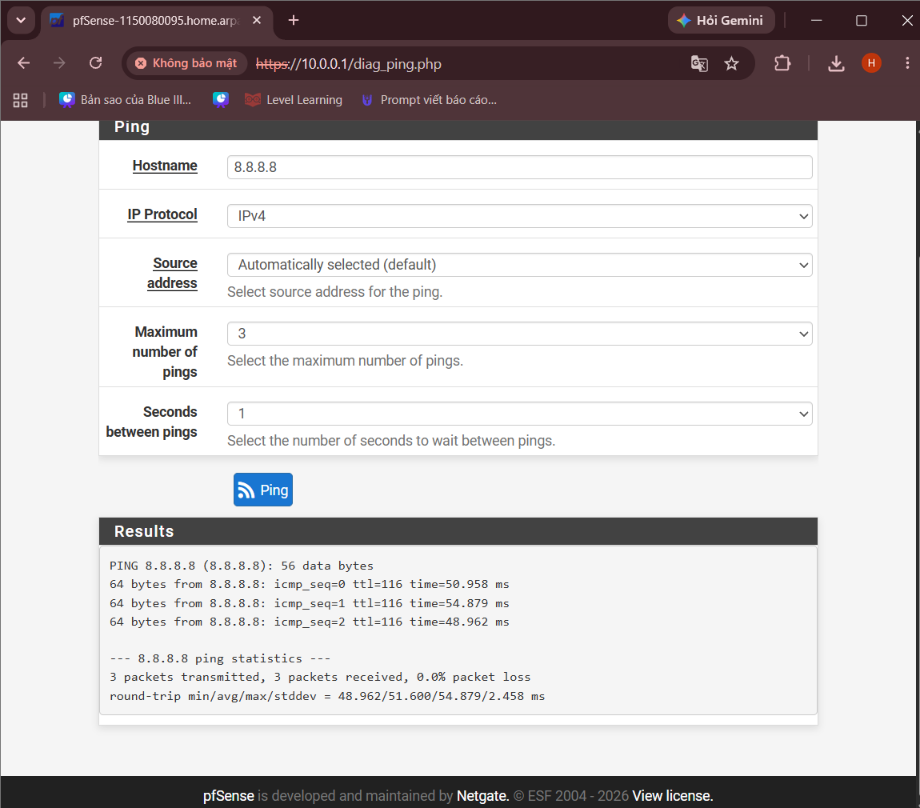 pfSense-1150080095.home.arpa
Hỏi Gemini
Không bảo mật
https://10.0.0.1/diag_ping.php
H
Bản sao của Blue Ill...
Level Learning
Prompt viết báo cáo...
Ping
Hostname
8.8.8.8
IP Protocol
IPv4
Source
address
Automatically selected (default)
Select source address for the ping.
Maximum
number of
pings
3
Select the maximum number of pings.
Seconds
between pings
1
Select the number of seconds to wait between pings.
Ping
Results
PING 8.8.8.8 (8.8.8.8): 56 data bytes
64 bytes from 8.8.8.8: icmp_seq=0 ttl=116 time=50.958 ms
64 bytes from 8.8.8.8: icmp_seq=1 ttl=116 time=54.879 ms
64 bytes from 8.8.8.8: icmp_seq=2 ttl=116 time=48.962 ms
--- 8.8.8.8 ping statistics ---
3 packets transmitted, 3 packets received, 0.0% packet loss
round-trip min/avg/max/stddev = 48.962/51.600/54.879/2.458 ms
pfSense is developed and maintained by Netgate. © ESF 2004 - 2026 View license.